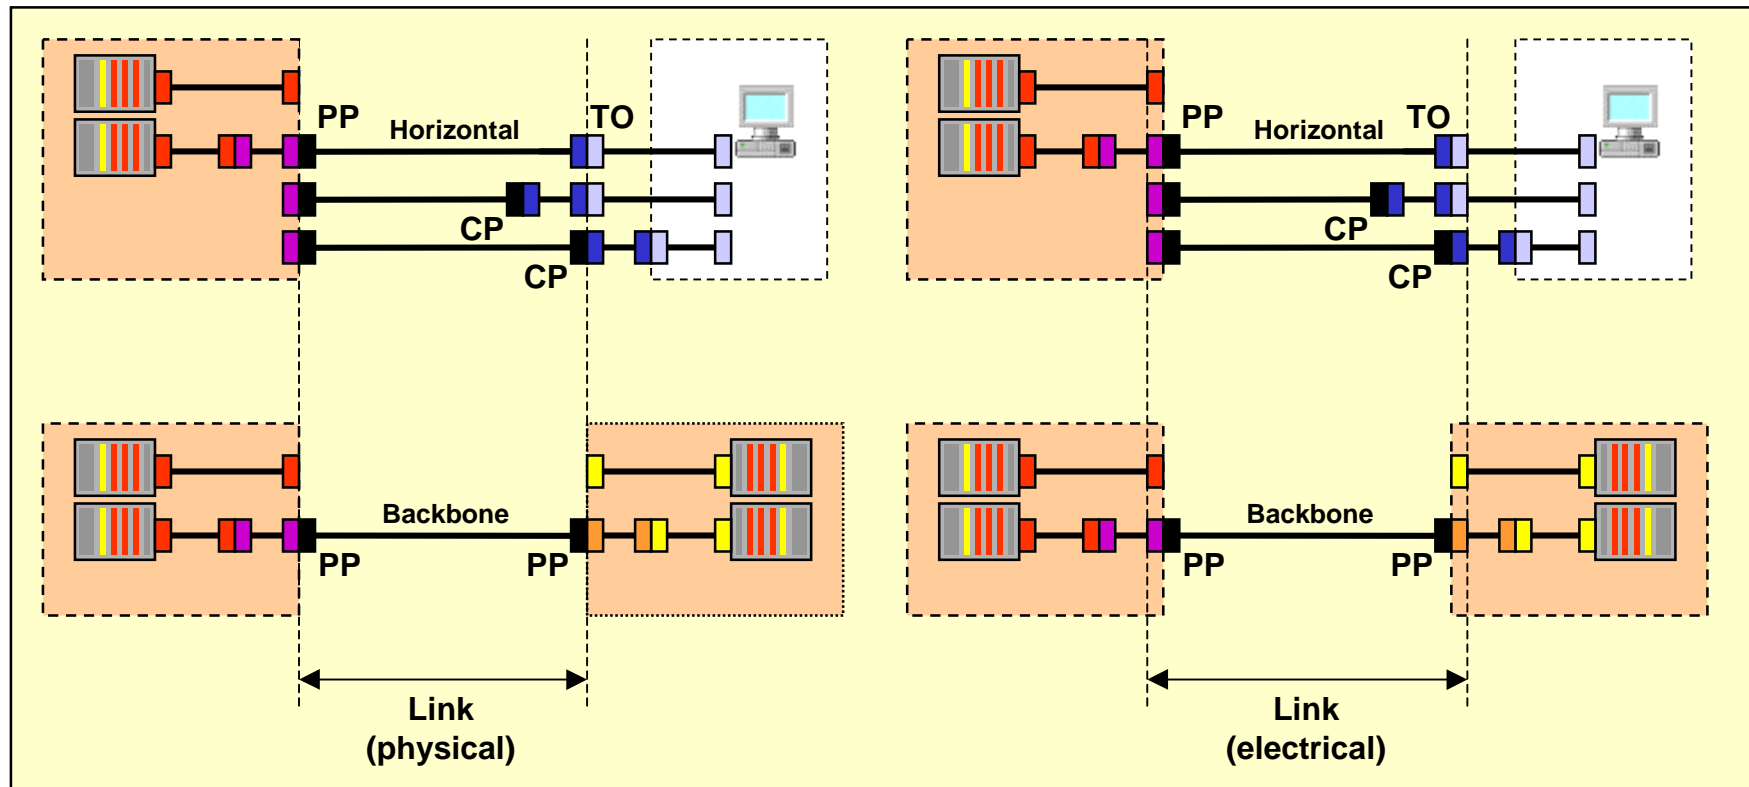 PP
Horizontal
TO
CP
CP
Backbone
PP
PP
Link
(physical)
PP
Horizontal
TO
CP
CP
Backbone
PP
PP
Link
(electrical)